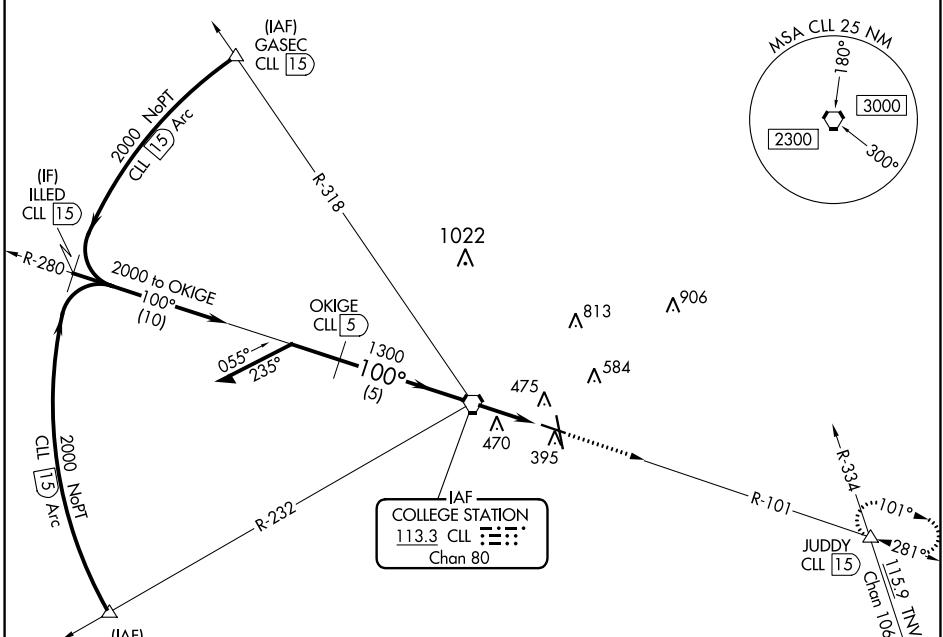 (IAF)
GASEC
CLL 15
2000 NoPT
CLL 15 Arc
(IF)
ILLED
CLL 15
R-280
2000 to OKIGE
100°
(10)
R-318
OKIGE
CLL 5
055°
235°
1300
100°
(5)
1022
813
906
584
475
470
395
MSA CLL 25 NM
180°
3000
2300
300°
2000 NoPT
CLL 15 Arc
R-232
(IAF)
IAF
COLLEGE STATION
113.3 CLL
Chan 80
R-101
R-334
101°
281°
JUDDY
CLL 15
115.9 TNV
Chan 106